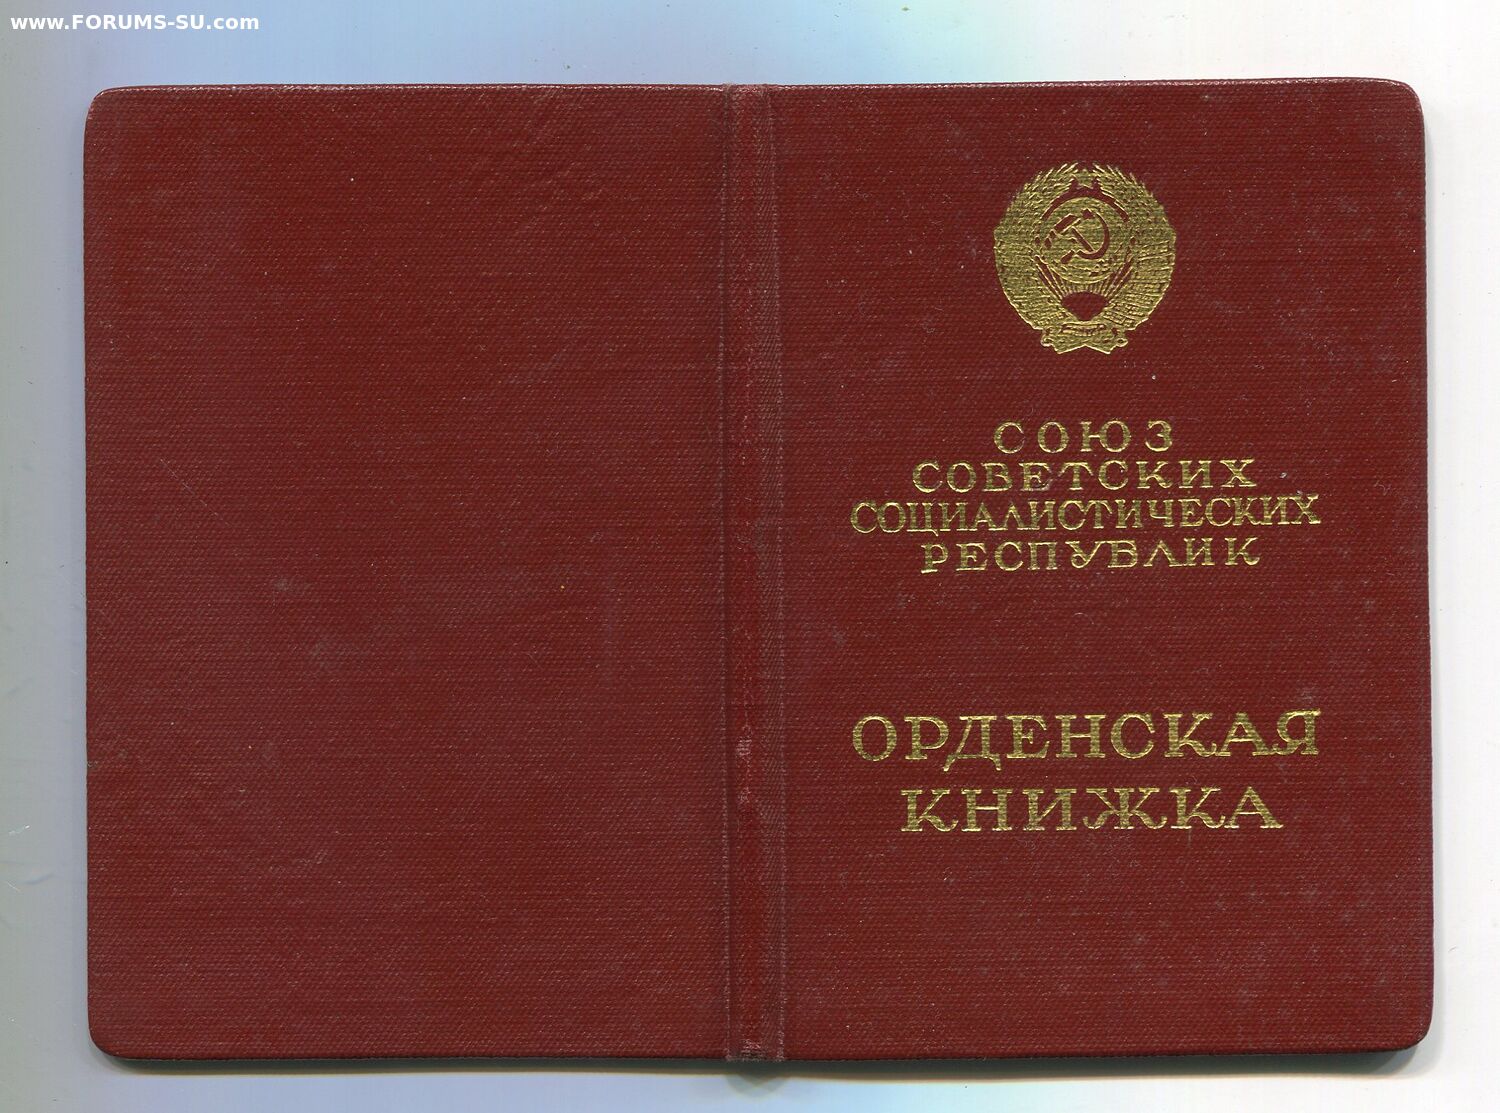 www.FORUMS-SU.com
СОЮЗ
СОВЕТСКИХ
СОЦИАЛИСТИЧЕСКИХ
РЕСПУБЛИК
ОРДЕНСКАЯ
КНИЖКА